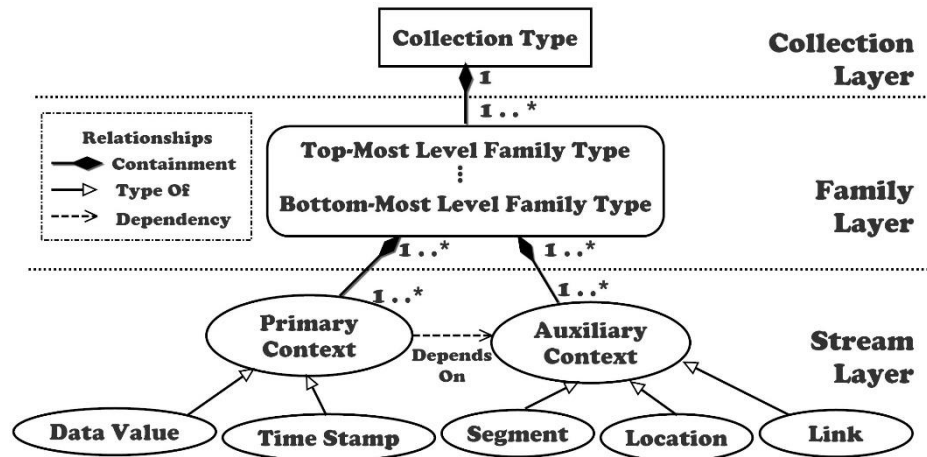 Collection Type
Collection
Layer
1
1..*
Relationships
Containment
Type Of
Dependency
Top-Most Level Family Type
⋮
Bottom-Most Level Family Type
Family
Layer
1..*
1..*
1..*
1..*
Primary
Context
Depends
On
Auxiliary
Context
Stream
Layer
Data Value
Time Stamp
Segment
Location
Link